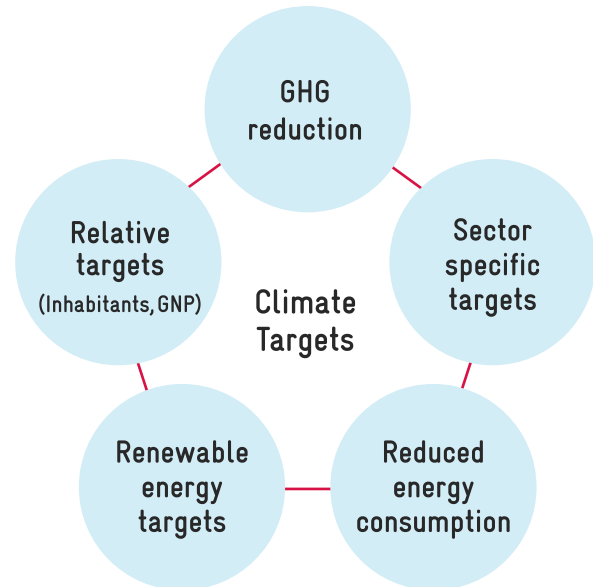 GHG
reduction
Relative
targets
(Inhabitants, GNP)
Sector
specific
targets
Climate
Targets
Renewable
energy
targets
Reduced
energy
consumption